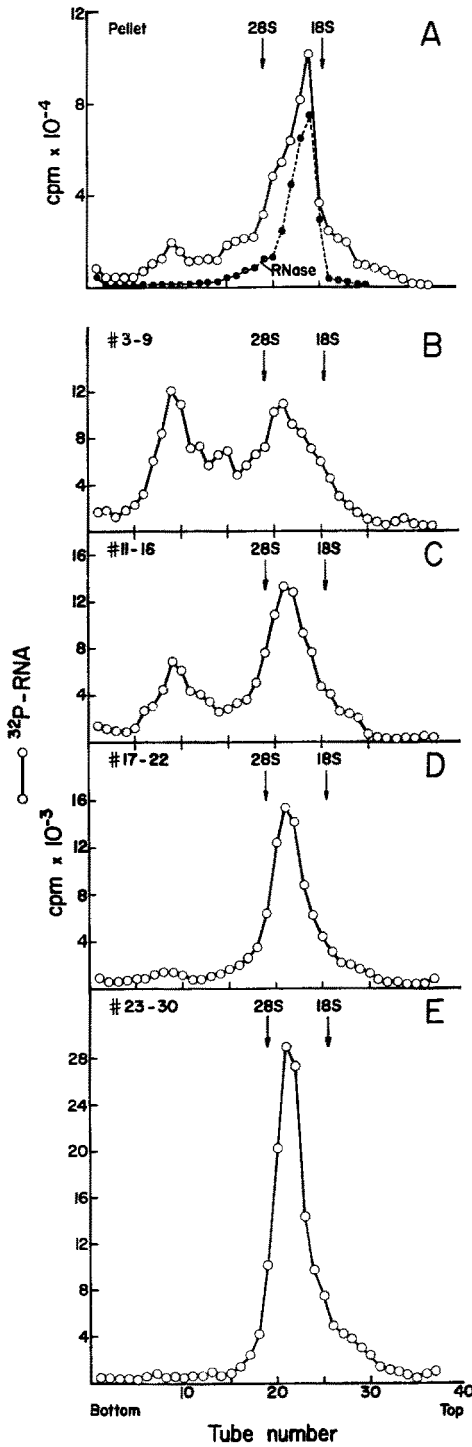 Pellet
28S
18S
A
12
8
4
RNase
cpm x 10⁻⁴
#3-9
28S
18S
B
12
8
4
#11-16
28S
18S
C
16
12
8
4
³²P-RNA
#17-22
28S
18S
D
16
12
8
4
cpm x 10⁻³
#23-30
28S
18S
E
28
24
20
16
12
8
4
10
20
30
40
Bottom
Top
Tube number